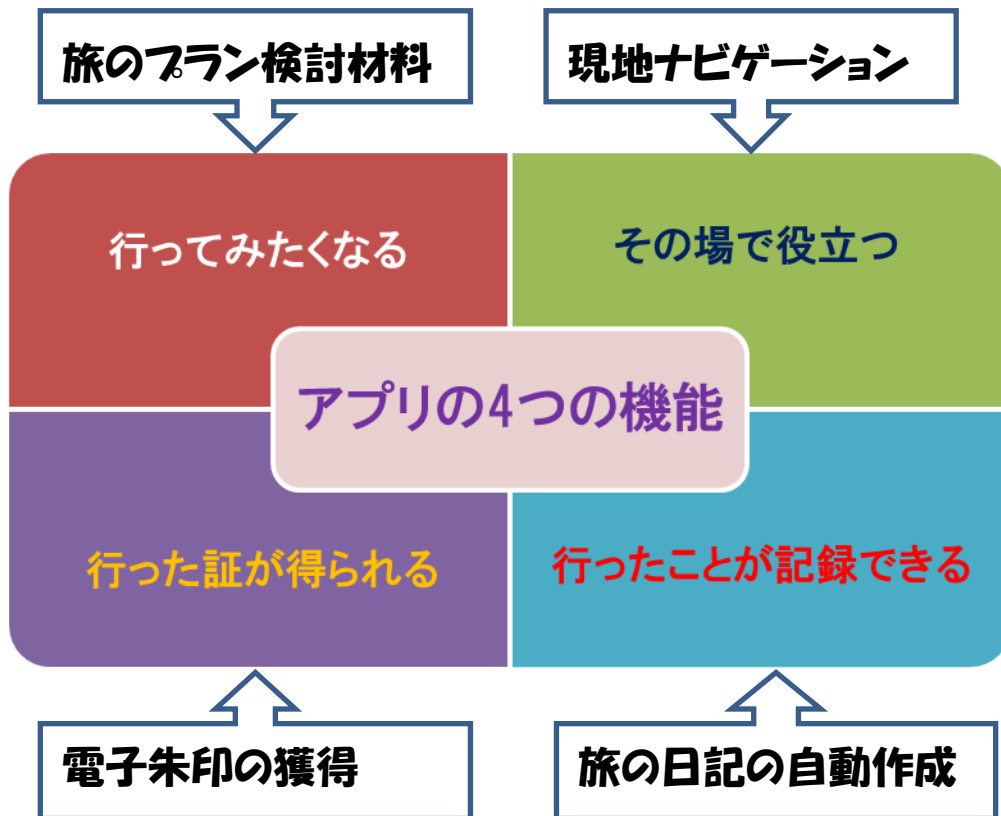 旅のプラン検討材料
現地ナビゲーション
行ってみたくなる
その場で役立つ
アプリの4つの機能
行った証が得られる
行ったことが記録できる
電子朱印の獲得
旅の日記の自動作成